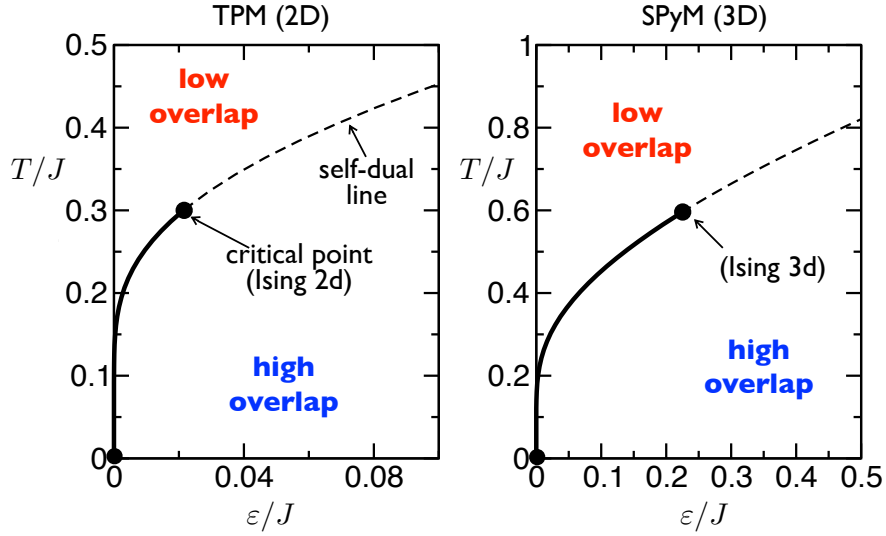 TPM (2D)
0.5
0.4
0.3
0.2
0.1
0
T/J
low
overlap
self-dual
line
critical point
(Ising 2d)
high
overlap
0
0.04
0.08
ε/J
SPyM (3D)
1
0.8
0.6
0.4
0.2
0
T/J
low
overlap
(Ising 3d)
high
overlap
0
0.1
0.2
0.3
0.4
0.5
ε/J